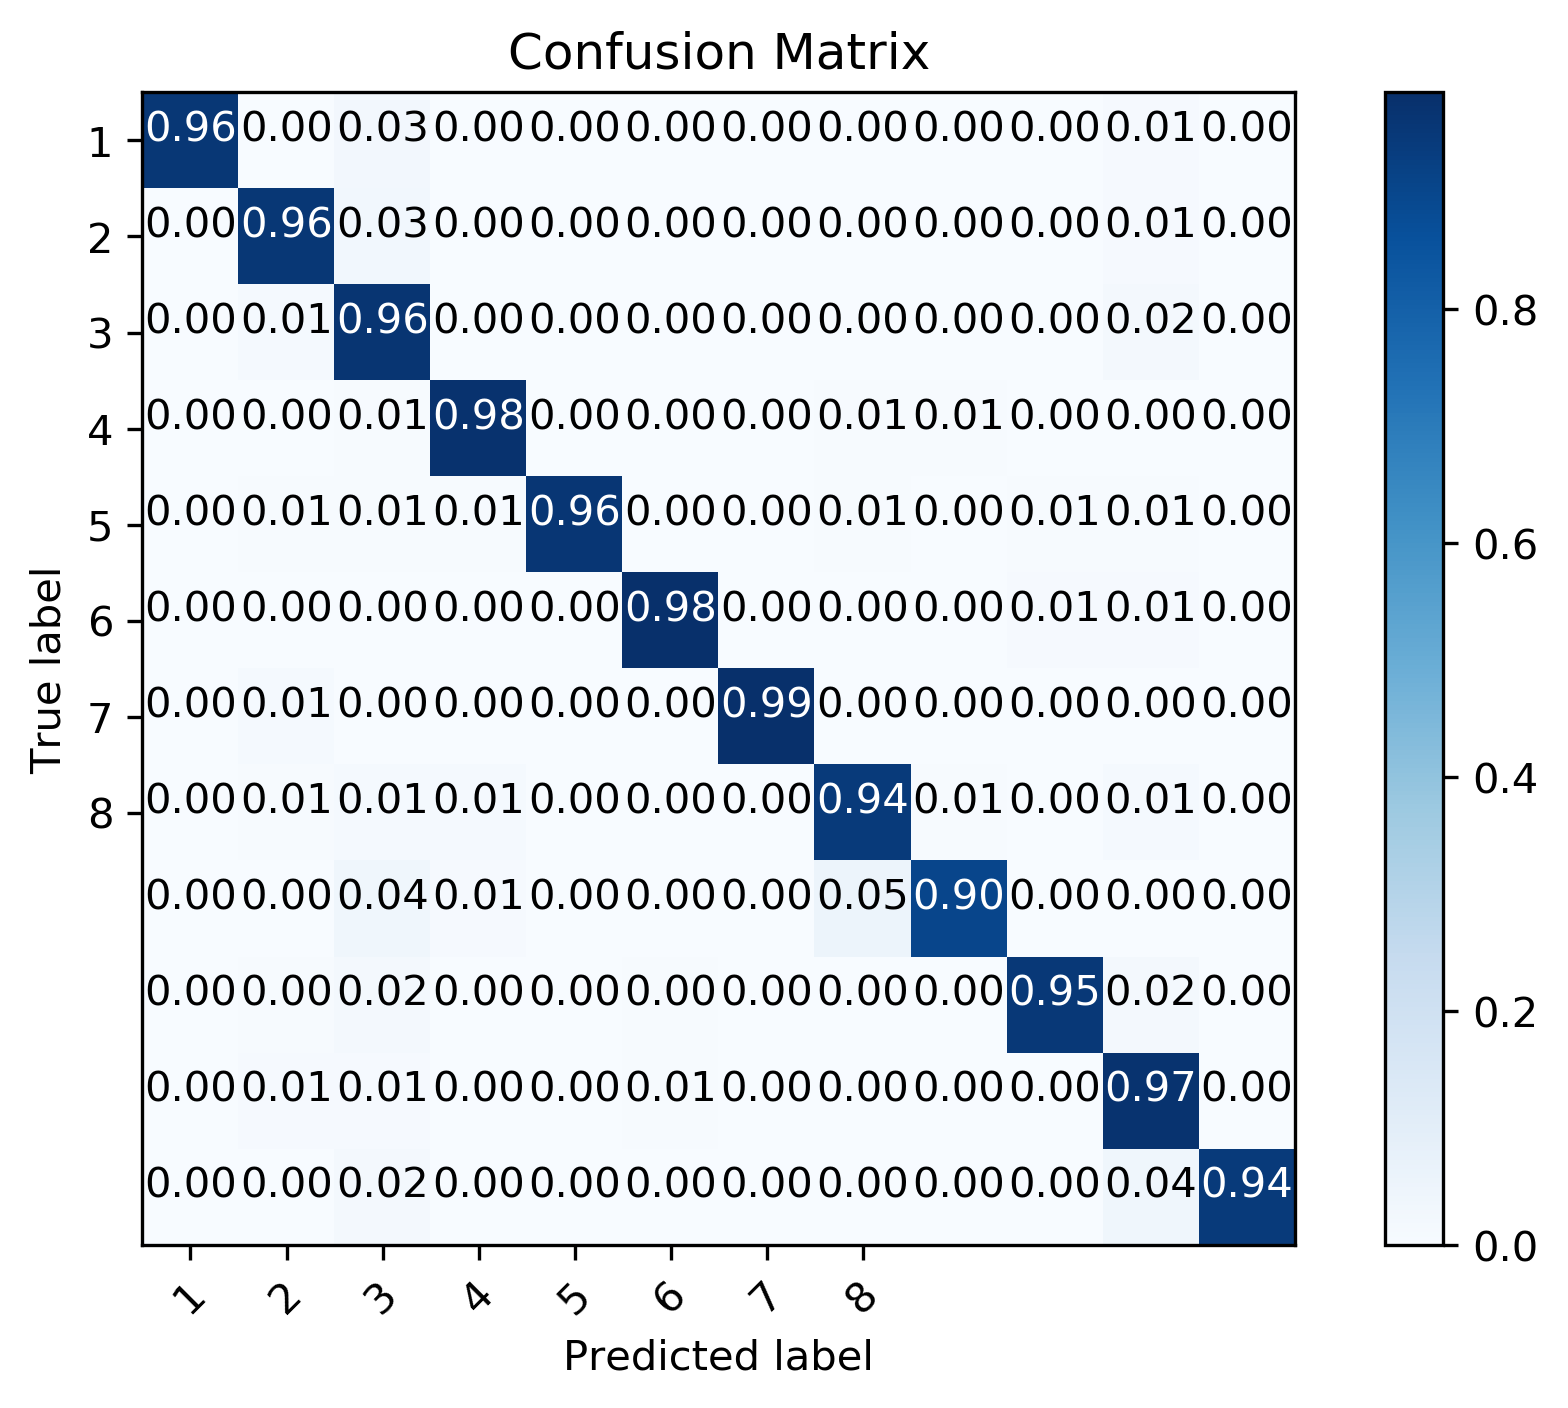 Confusion Matrix
1 0.96 0.00 0.03 0.00 0.00 0.00 0.00 0.00 0.00 0.00 0.01 0.00
2 0.00 0.96 0.03 0.00 0.00 0.00 0.00 0.00 0.00 0.00 0.01 0.00
3 0.00 0.01 0.96 0.00 0.00 0.00 0.00 0.00 0.00 0.00 0.02 0.00
4 0.00 0.00 0.01 0.98 0.00 0.00 0.00 0.01 0.01 0.00 0.00 0.00
5 0.00 0.01 0.01 0.01 0.96 0.00 0.00 0.01 0.00 0.01 0.01 0.00
6 0.00 0.00 0.00 0.00 0.00 0.98 0.00 0.00 0.00 0.01 0.01 0.00
7 0.00 0.01 0.00 0.00 0.00 0.00 0.99 0.00 0.00 0.00 0.00 0.00
8 0.00 0.01 0.01 0.01 0.00 0.00 0.00 0.94 0.01 0.00 0.01 0.00
0.00 0.00 0.04 0.01 0.00 0.00 0.00 0.05 0.90 0.00 0.00 0.00
0.00 0.00 0.02 0.00 0.00 0.00 0.00 0.00 0.00 0.95 0.02 0.00
0.00 0.01 0.01 0.00 0.00 0.01 0.00 0.00 0.00 0.00 0.97 0.00
0.00 0.00 0.02 0.00 0.00 0.00 0.00 0.00 0.00 0.00 0.04 0.94
True label
1 2 3 4 5 6 7 8
Predicted label
0.8
0.6
0.4
0.2
0.0